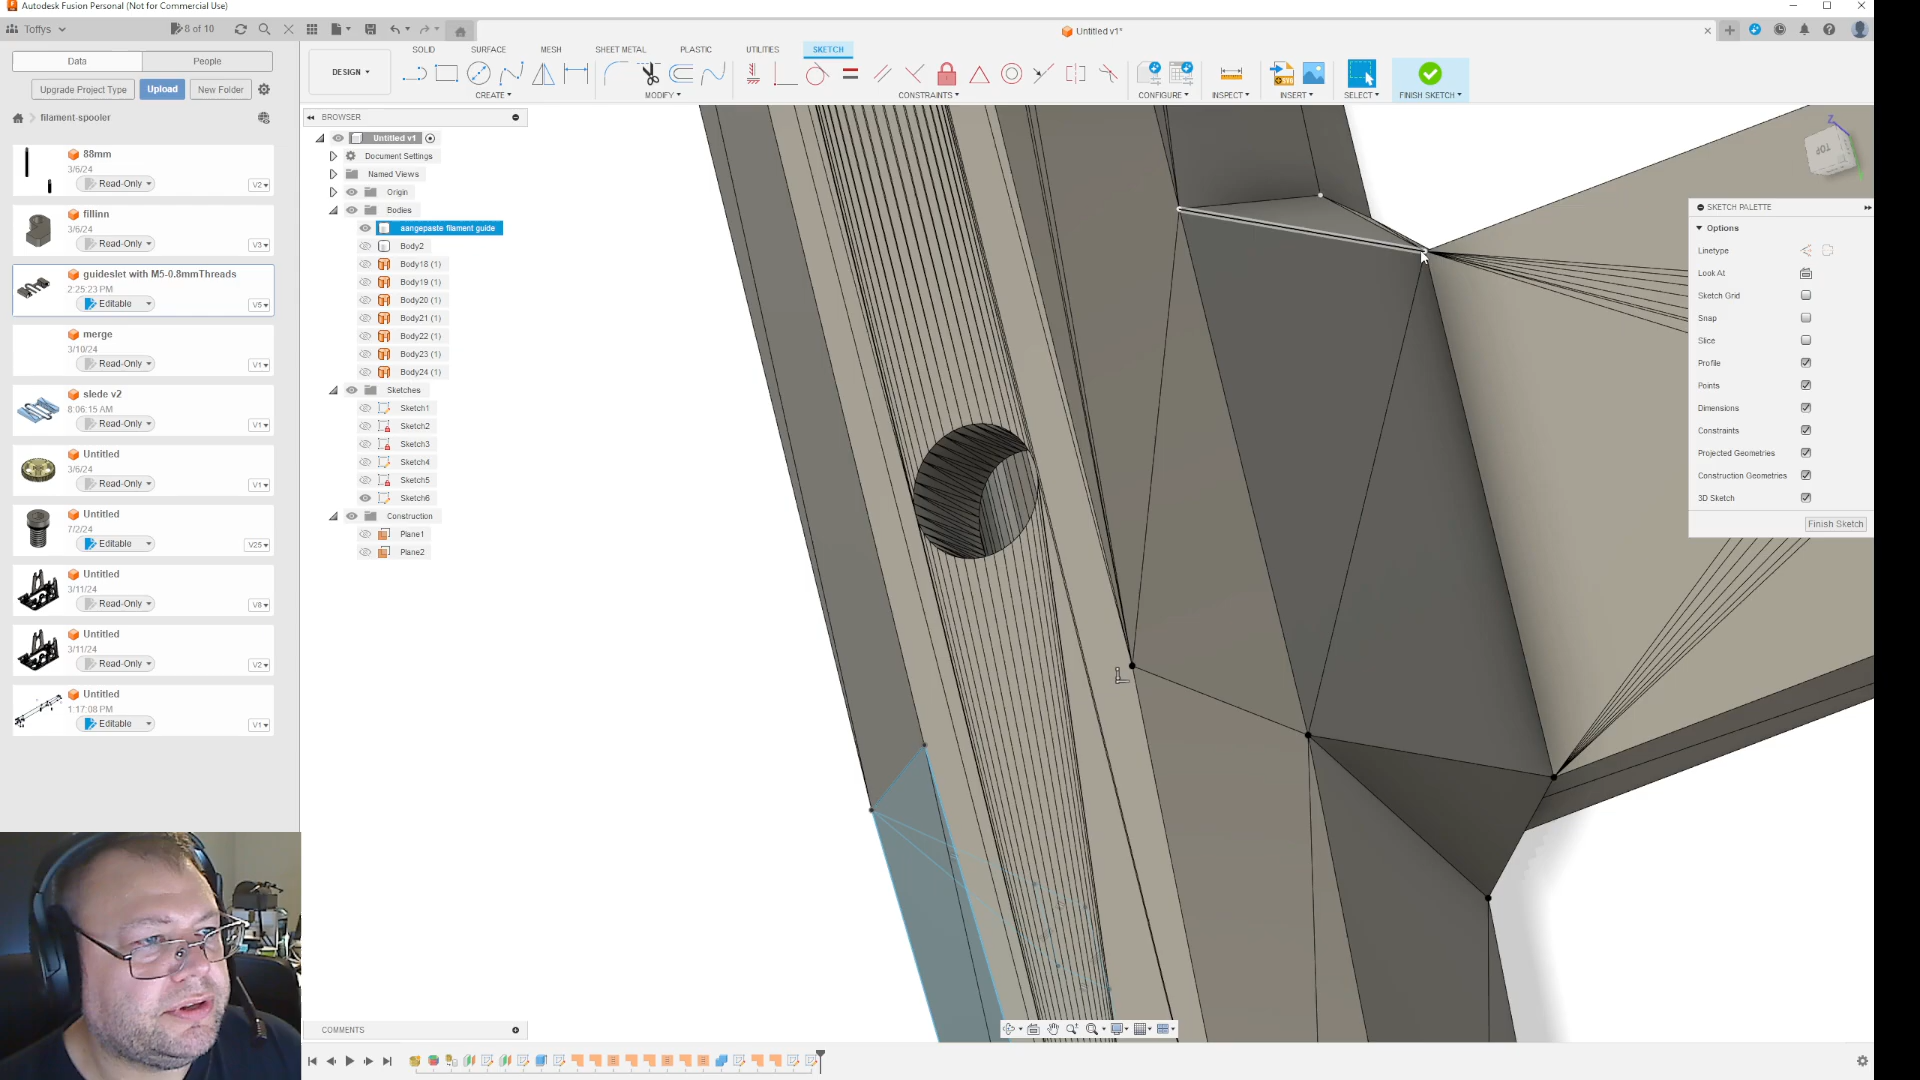 Autodesk Fusion Personal (Not for Commercial Use)
Toffys
8 of 10
Untitled v1*
Data
People
Upgrade Project Type
Upload
New Folder
filament-spooler
88mm
3/6/24
Read-Only
V2
fillinn
3/6/24
Read-Only
V3
guideslet with M5-0.8mmThreads
2:25:23 PM
Editable
V5
merge
3/10/24
Read-Only
V1
slede v2
8:06:15 AM
Read-Only
V1
Untitled
3/6/24
Read-Only
V1
Untitled
7/2/24
Editable
V25
Untitled
3/11/24
Read-Only
V8
Untitled
3/11/24
Read-Only
V2
Untitled
1:17:08 PM
Editable
V1
DESIGN
SOLID
SURFACE
MESH
SHEET METAL
PLASTIC
UTILITIES
SKETCH
CREATE
MODIFY
CONSTRAINTS
CONFIGURE
INSPECT
INSERT
SELECT
FINISH SKETCH
BROWSER
Untitled v1
Document Settings
Named Views
Origin
Bodies
aangepaste filament guide
Body2
Body18 (1)
Body19 (1)
Body20 (1)
Body21 (1)
Body22 (1)
Body23 (1)
Body24 (1)
Sketches
Sketch1
Sketch2
Sketch3
Sketch4
Sketch5
Sketch6
Construction
Plane1
Plane2
Z
TOP
SKETCH PALETTE
Options
Linetype
Look At
Sketch Grid
Snap
Slice
Profile
Points
Dimensions
Constraints
Projected Geometries
Construction Geometries
3D Sketch
Finish Sketch
COMMENTS